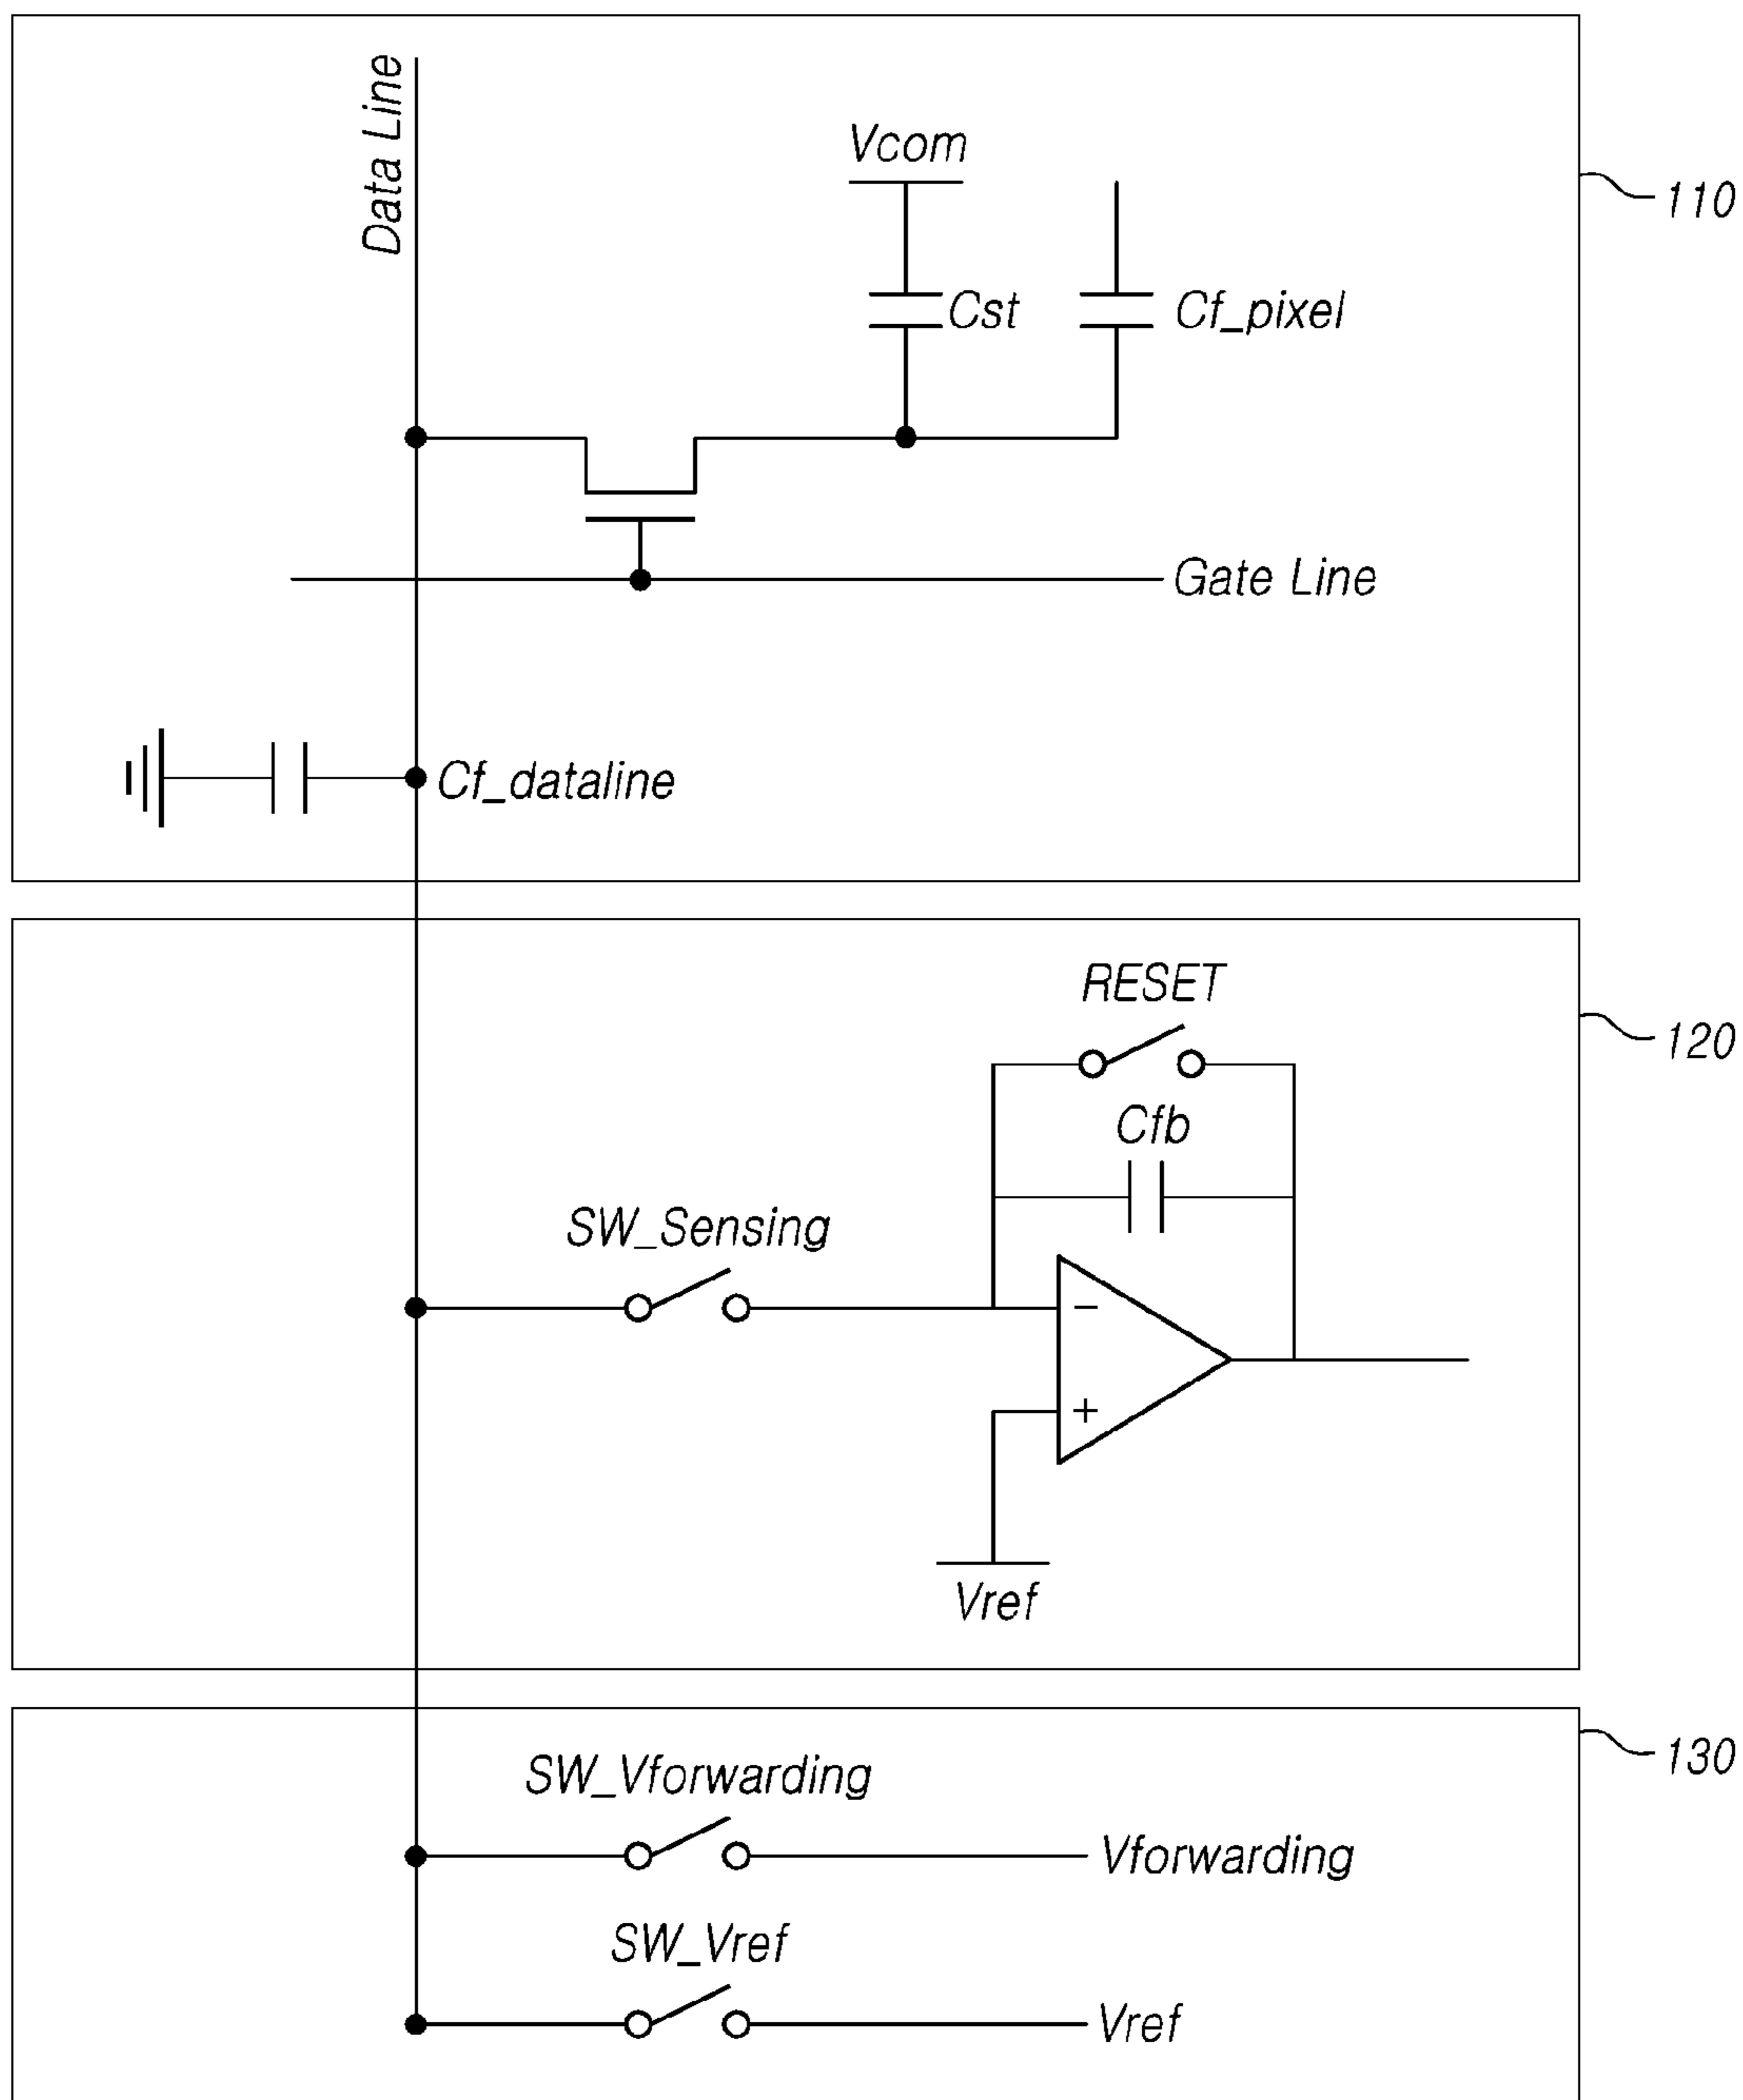 Data Line
Vcom
110
Cst
Cf_pixel
Gate Line
Cf_dataline
RESET
120
Cfb
SW_Sensing
−
+
Vref
130
SW_Vforwarding
Vforwarding
SW_Vref
Vref